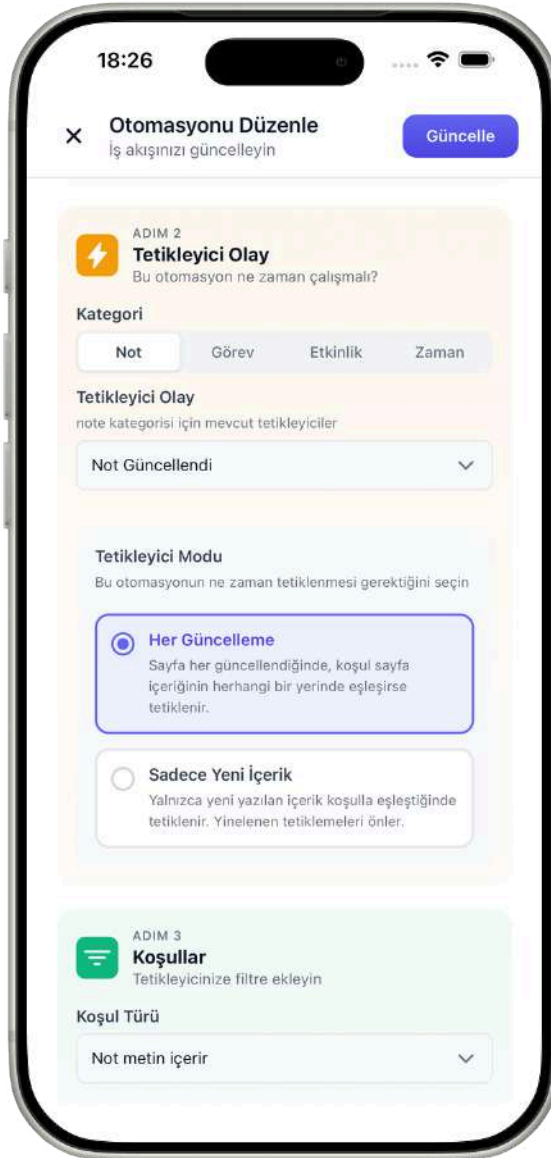 18:26
Otomasyonu Düzenle
İş akışınızı güncelleyin
Güncelle
ADIM 2
Tetikleyici Olay
Bu otomasyon ne zaman çalışmalı?
Kategori
Not Görev Etkinlik Zaman
Tetikleyici Olay
note kategorisi için mevcut tetikleyiciler
Not Güncellendi
Tetikleyici Modu
Bu otomasyonun ne zaman tetiklenmesi gerektiğini seçin
Her Güncelleme
Sayfa her güncellendiğinde, koşul sayfa
içeriğinin herhangi bir yerinde eşleşirse
tetiklenir.
Sadece Yeni İçerik
Yalnızca yeni yazılan içerik koşulla eşleştiğinde
tetiklenir. Yinelenen tetiklemeleri önler.
ADIM 3
Koşullar
Tetikleyicinize filtre ekleyin
Koşul Türü
Not metin içerir